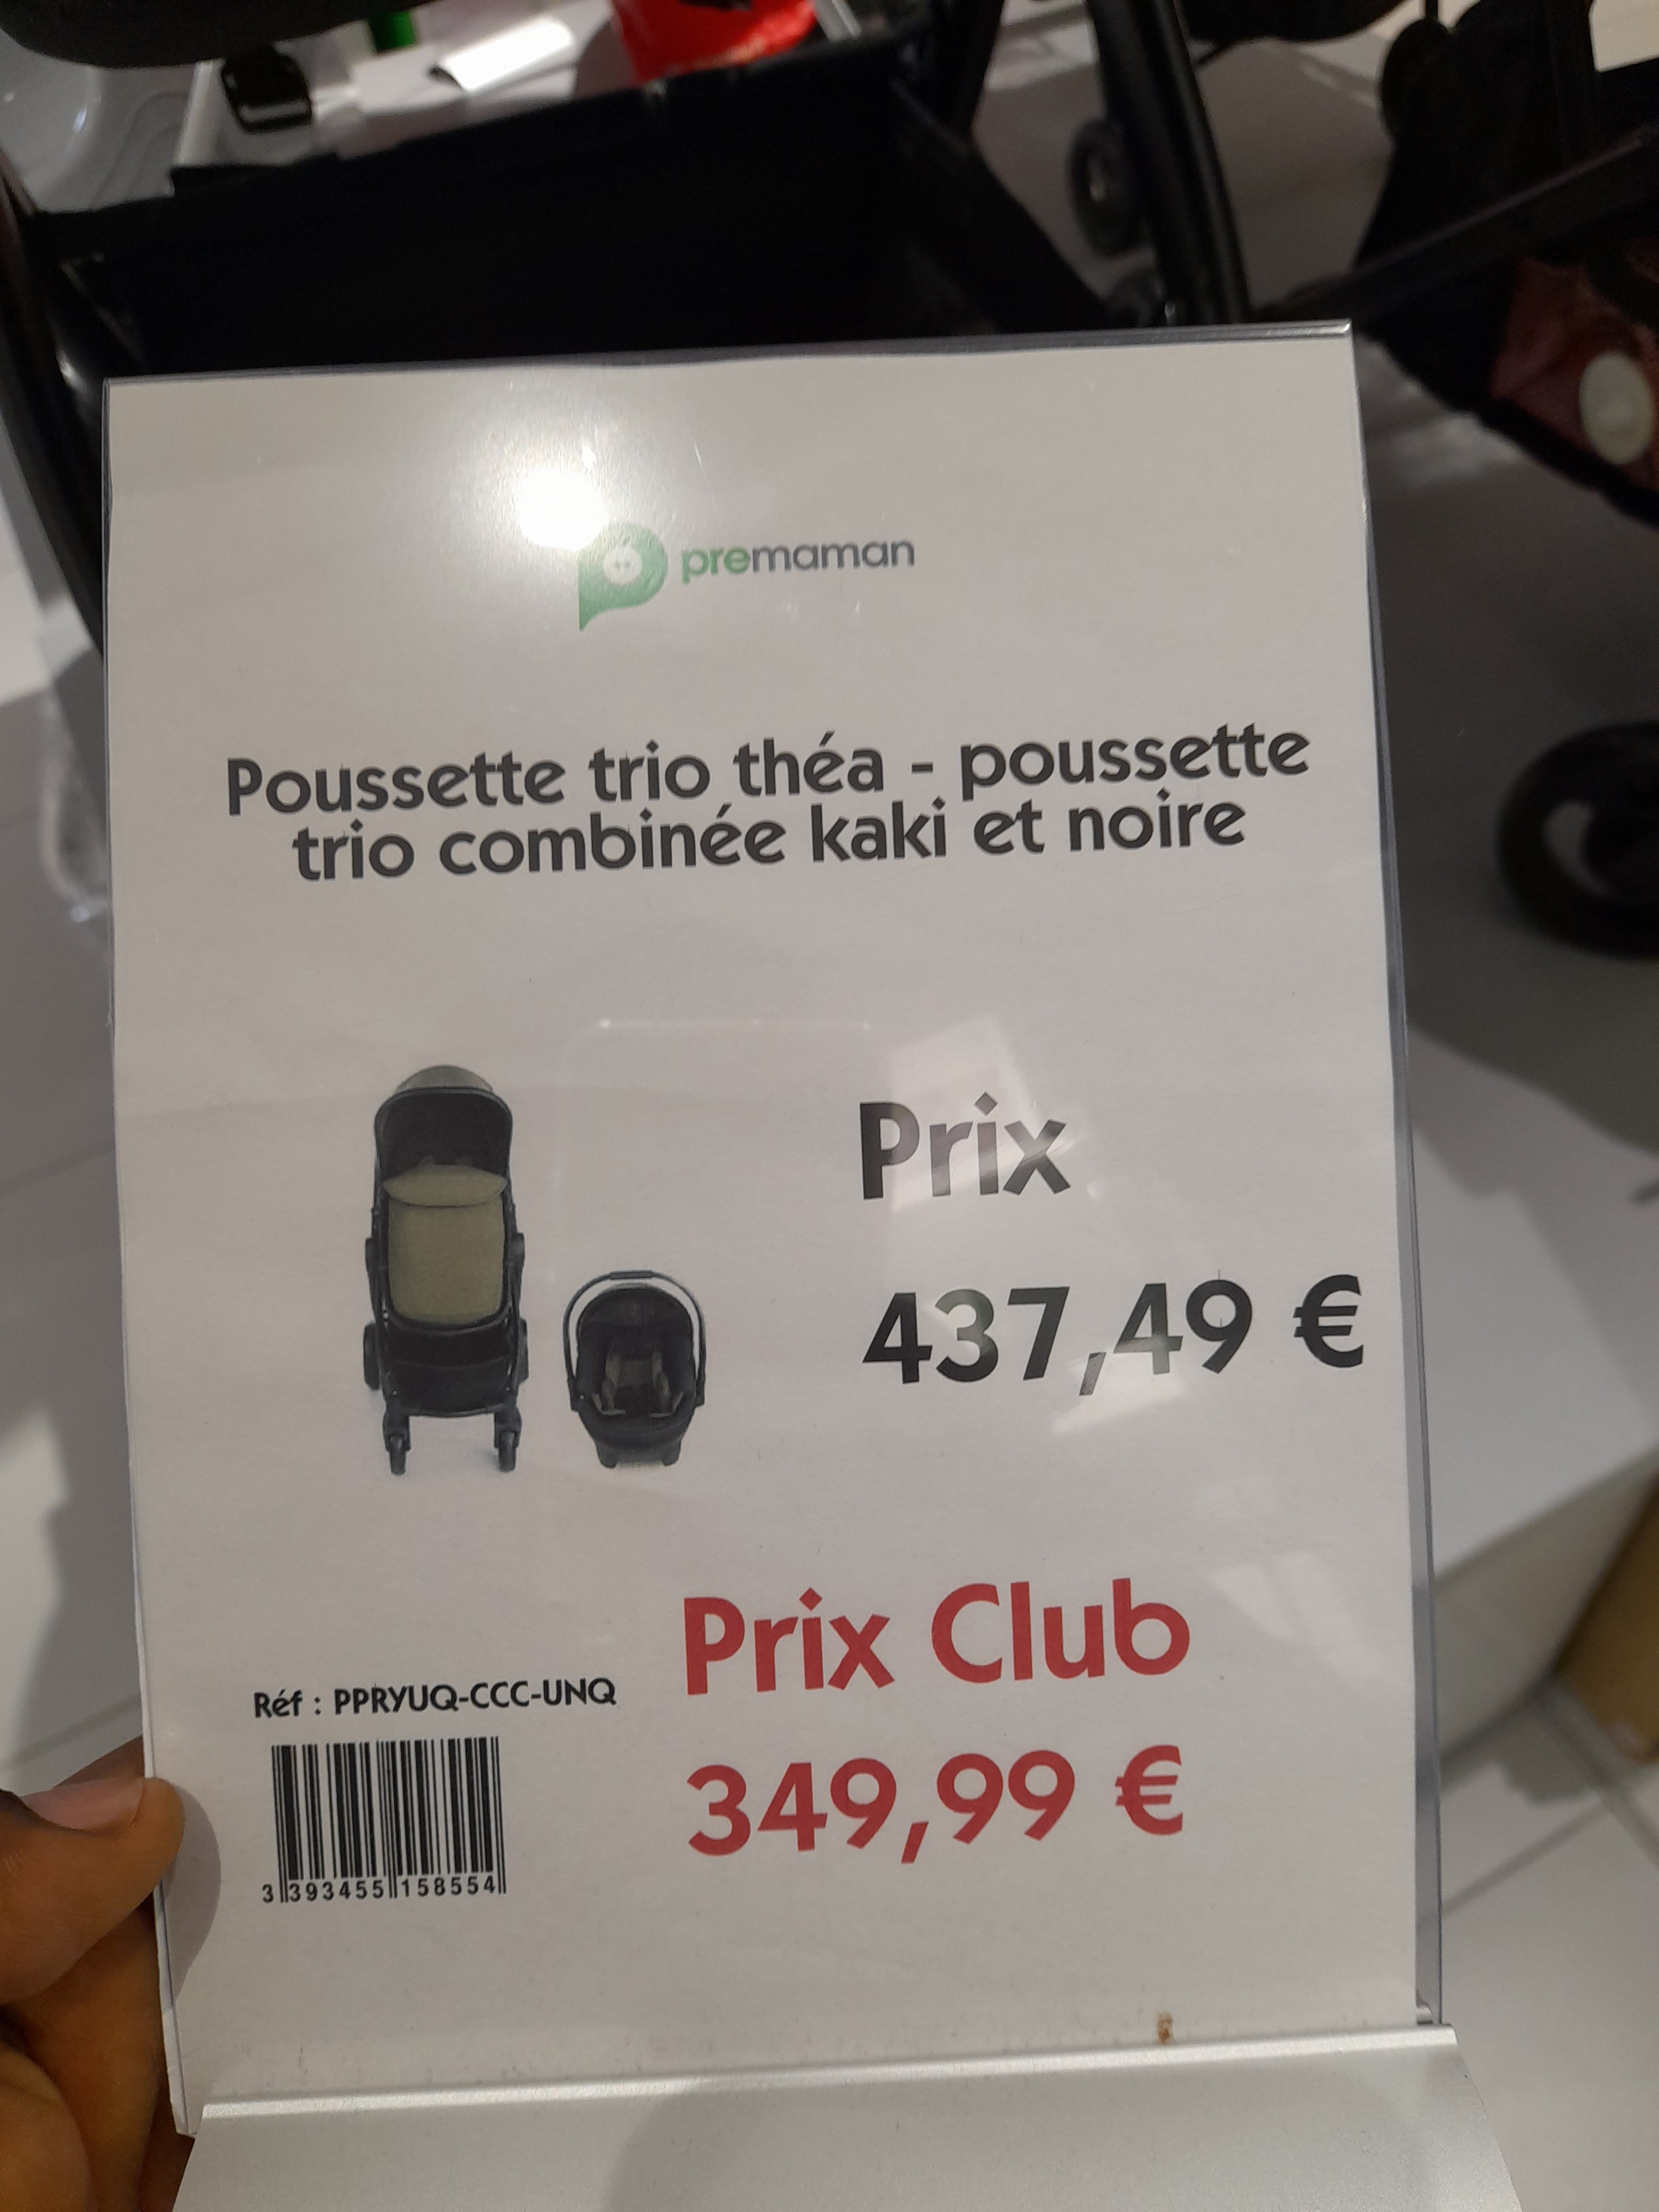 premaman
Poussette trio théa - poussette
trio combinée kaki et noire
Prix
437,49 €
Prix Club
349,99 €
Réf : PPRYUQ-CCC-UNQ
3 393455 158554